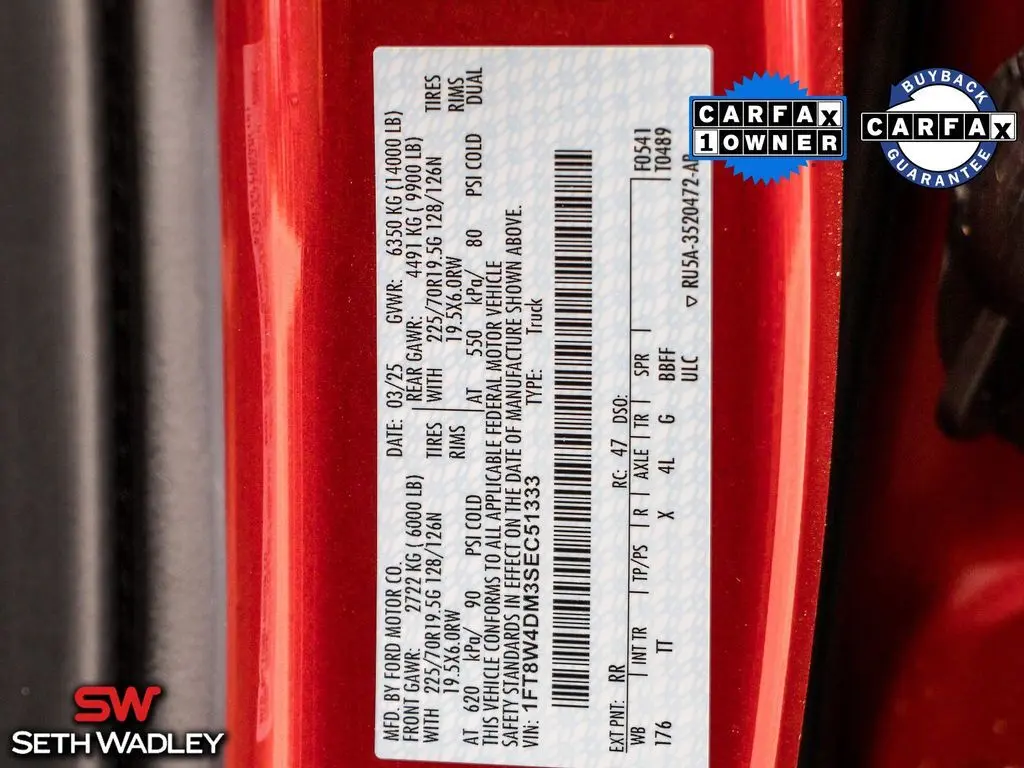 MFD. BY FORD MOTOR CO.
DATE: 03/25 GVWR: 6350 KG (14000 LB)
FRONT GAWR: 2722 KG ( 6000 LB) REAR GAWR: 4491 KG ( 9900 LB)
WITH 225/70R19.5G 128/126N TIRES WITH 225/70R19.5G 128/126N TIRES
19.5X6.0RW RIMS 19.5X6.0RW RIMS
AT 620 kPa/ 90 PSI COLD AT 550 kPa/ 80 PSI COLD DUAL
THIS VEHICLE CONFORMS TO ALL APPLICABLE FEDERAL MOTOR VEHICLE
SAFETY STANDARDS IN EFFECT ON THE DATE OF MANUFACTURE SHOWN ABOVE.
VIN: 1FT8W4DM3SEC51333 TYPE: Truck
EXT PNT: RR RC: 47 DSO: F0541
WB INT TR TP/PS R AXLE TR SPR T0489
176 TT X 4L G BBFF
ULC
▽ RU5A-3520472-AP
CARFAX
1 OWNER
BUYBACK
CARFAX
GUARANTEE
SW
SETH WADLEY